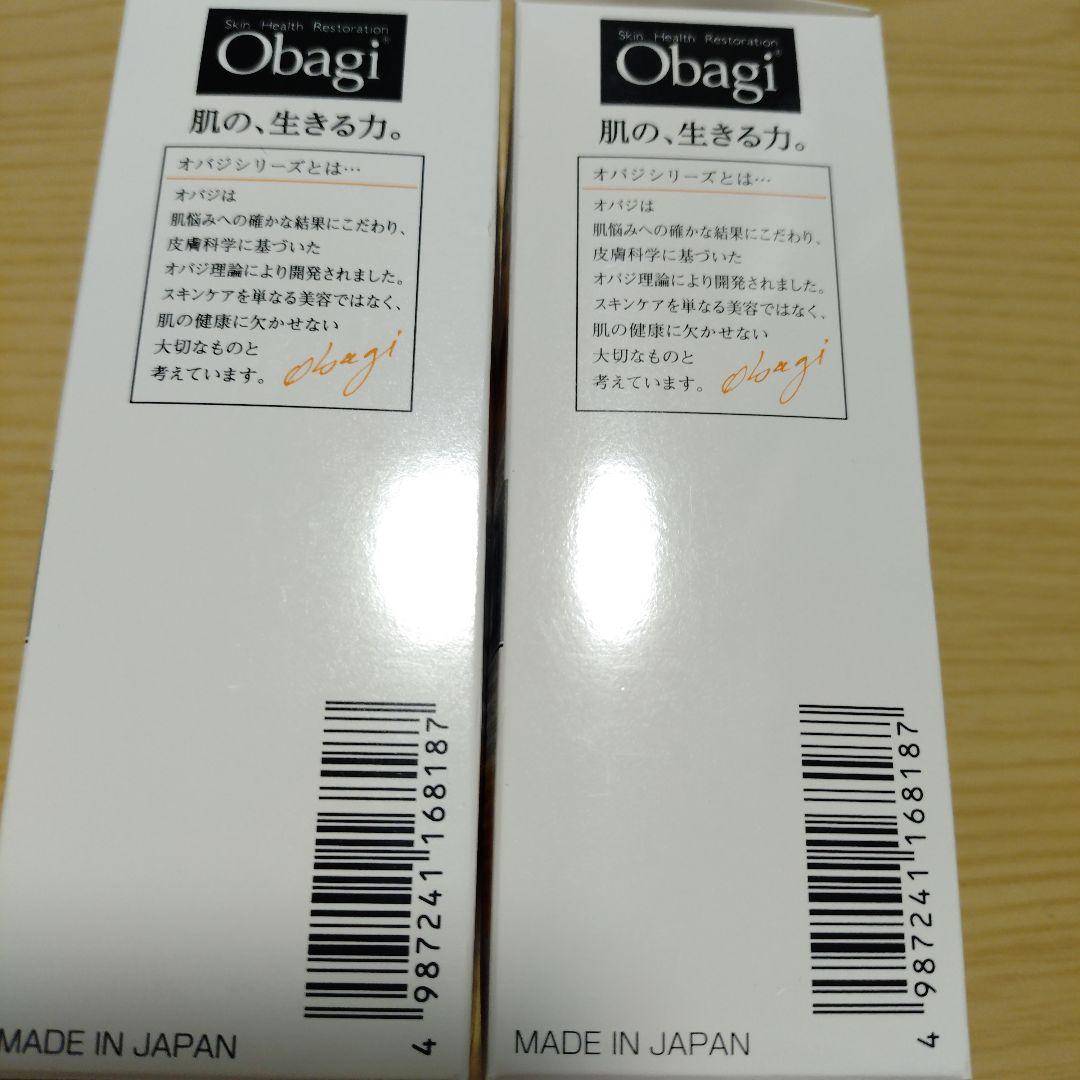 Skin Health Restoration
Obagi®
肌の、生きる力。
オバジシリーズとは…
オバジは
肌悩みへの確かな結果にこだわり、
皮膚科学に基づいた
オバジ理論により開発されました。
スキンケアを単なる美容ではなく、
肌の健康に欠かせない
大切なものと
考えています。
Obagi
4 987241 168187
MADE IN JAPAN
Skin Health Restoration
Obagi®
肌の、生きる力。
オバジシリーズとは…
オバジは
肌悩みへの確かな結果にこだわり、
皮膚科学に基づいた
オバジ理論により開発されました。
スキンケアを単なる美容ではなく、
肌の健康に欠かせない
大切なものと
考えています。
Obagi
4 987241 168187
MADE IN JAPAN